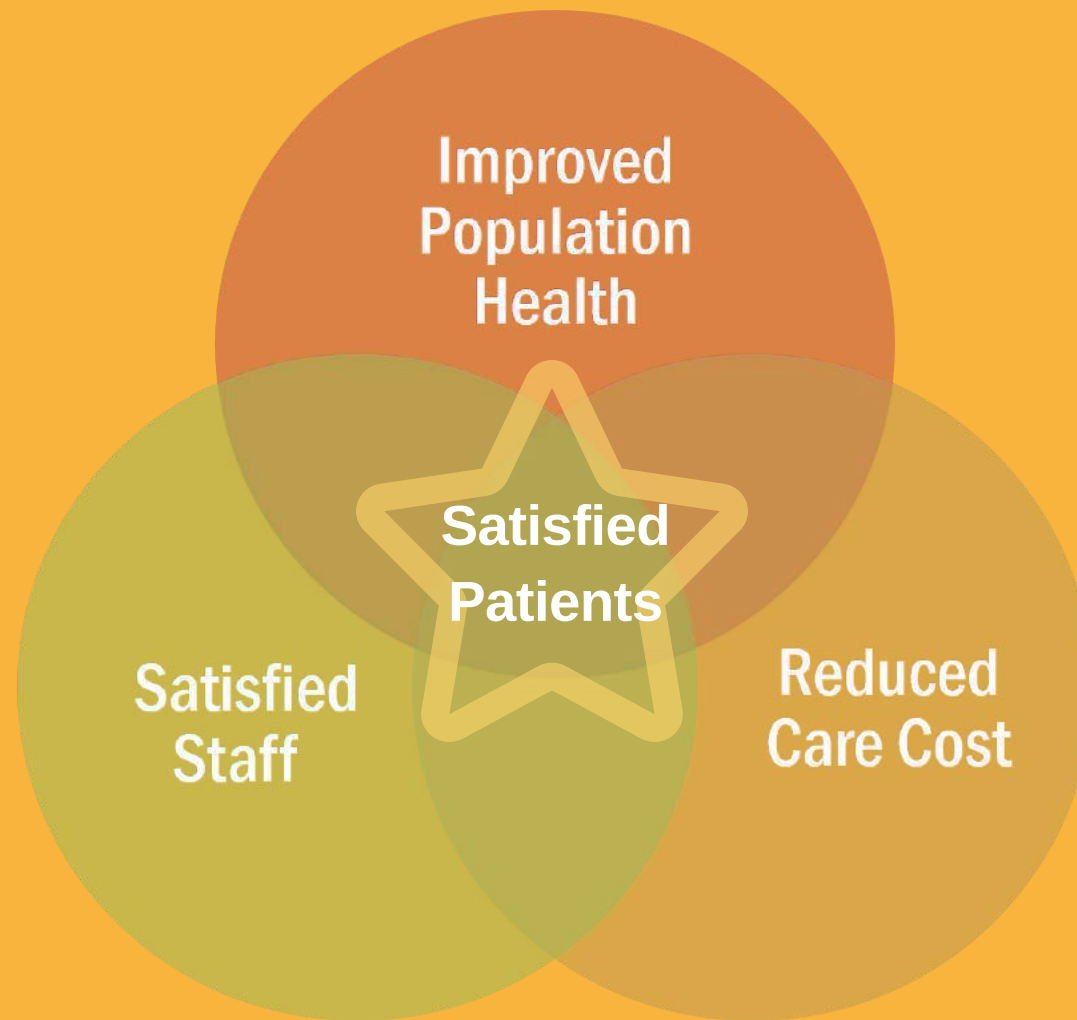 Improved
Population
Health
Satisfied
Patients
Satisfied
Staff
Reduced
Care Cost